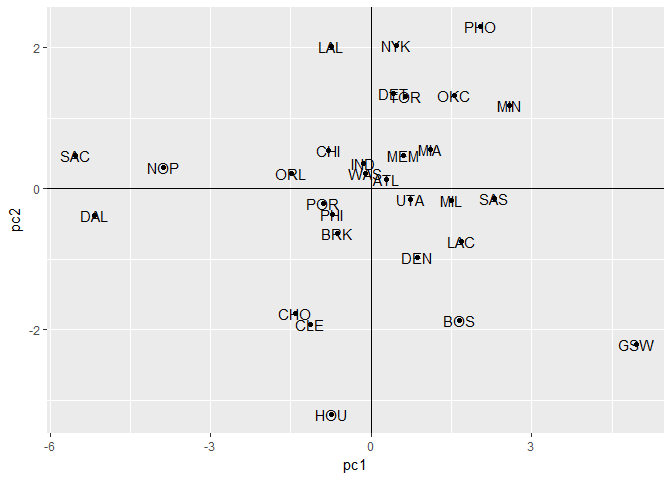 PHO
LAL
NYK
2
DET
TOR
OKC
MIN
CHI
MIA
MEM
SAC
IND
NOP
ORL
WAS
ATL
0
POR
UTA
MIL
SAS
DAL
PHI
BRK
LAC
DEN
CHO
CLE
BOS
-2
GSW
HOU
-6
-3
0
3
pc1
pc2